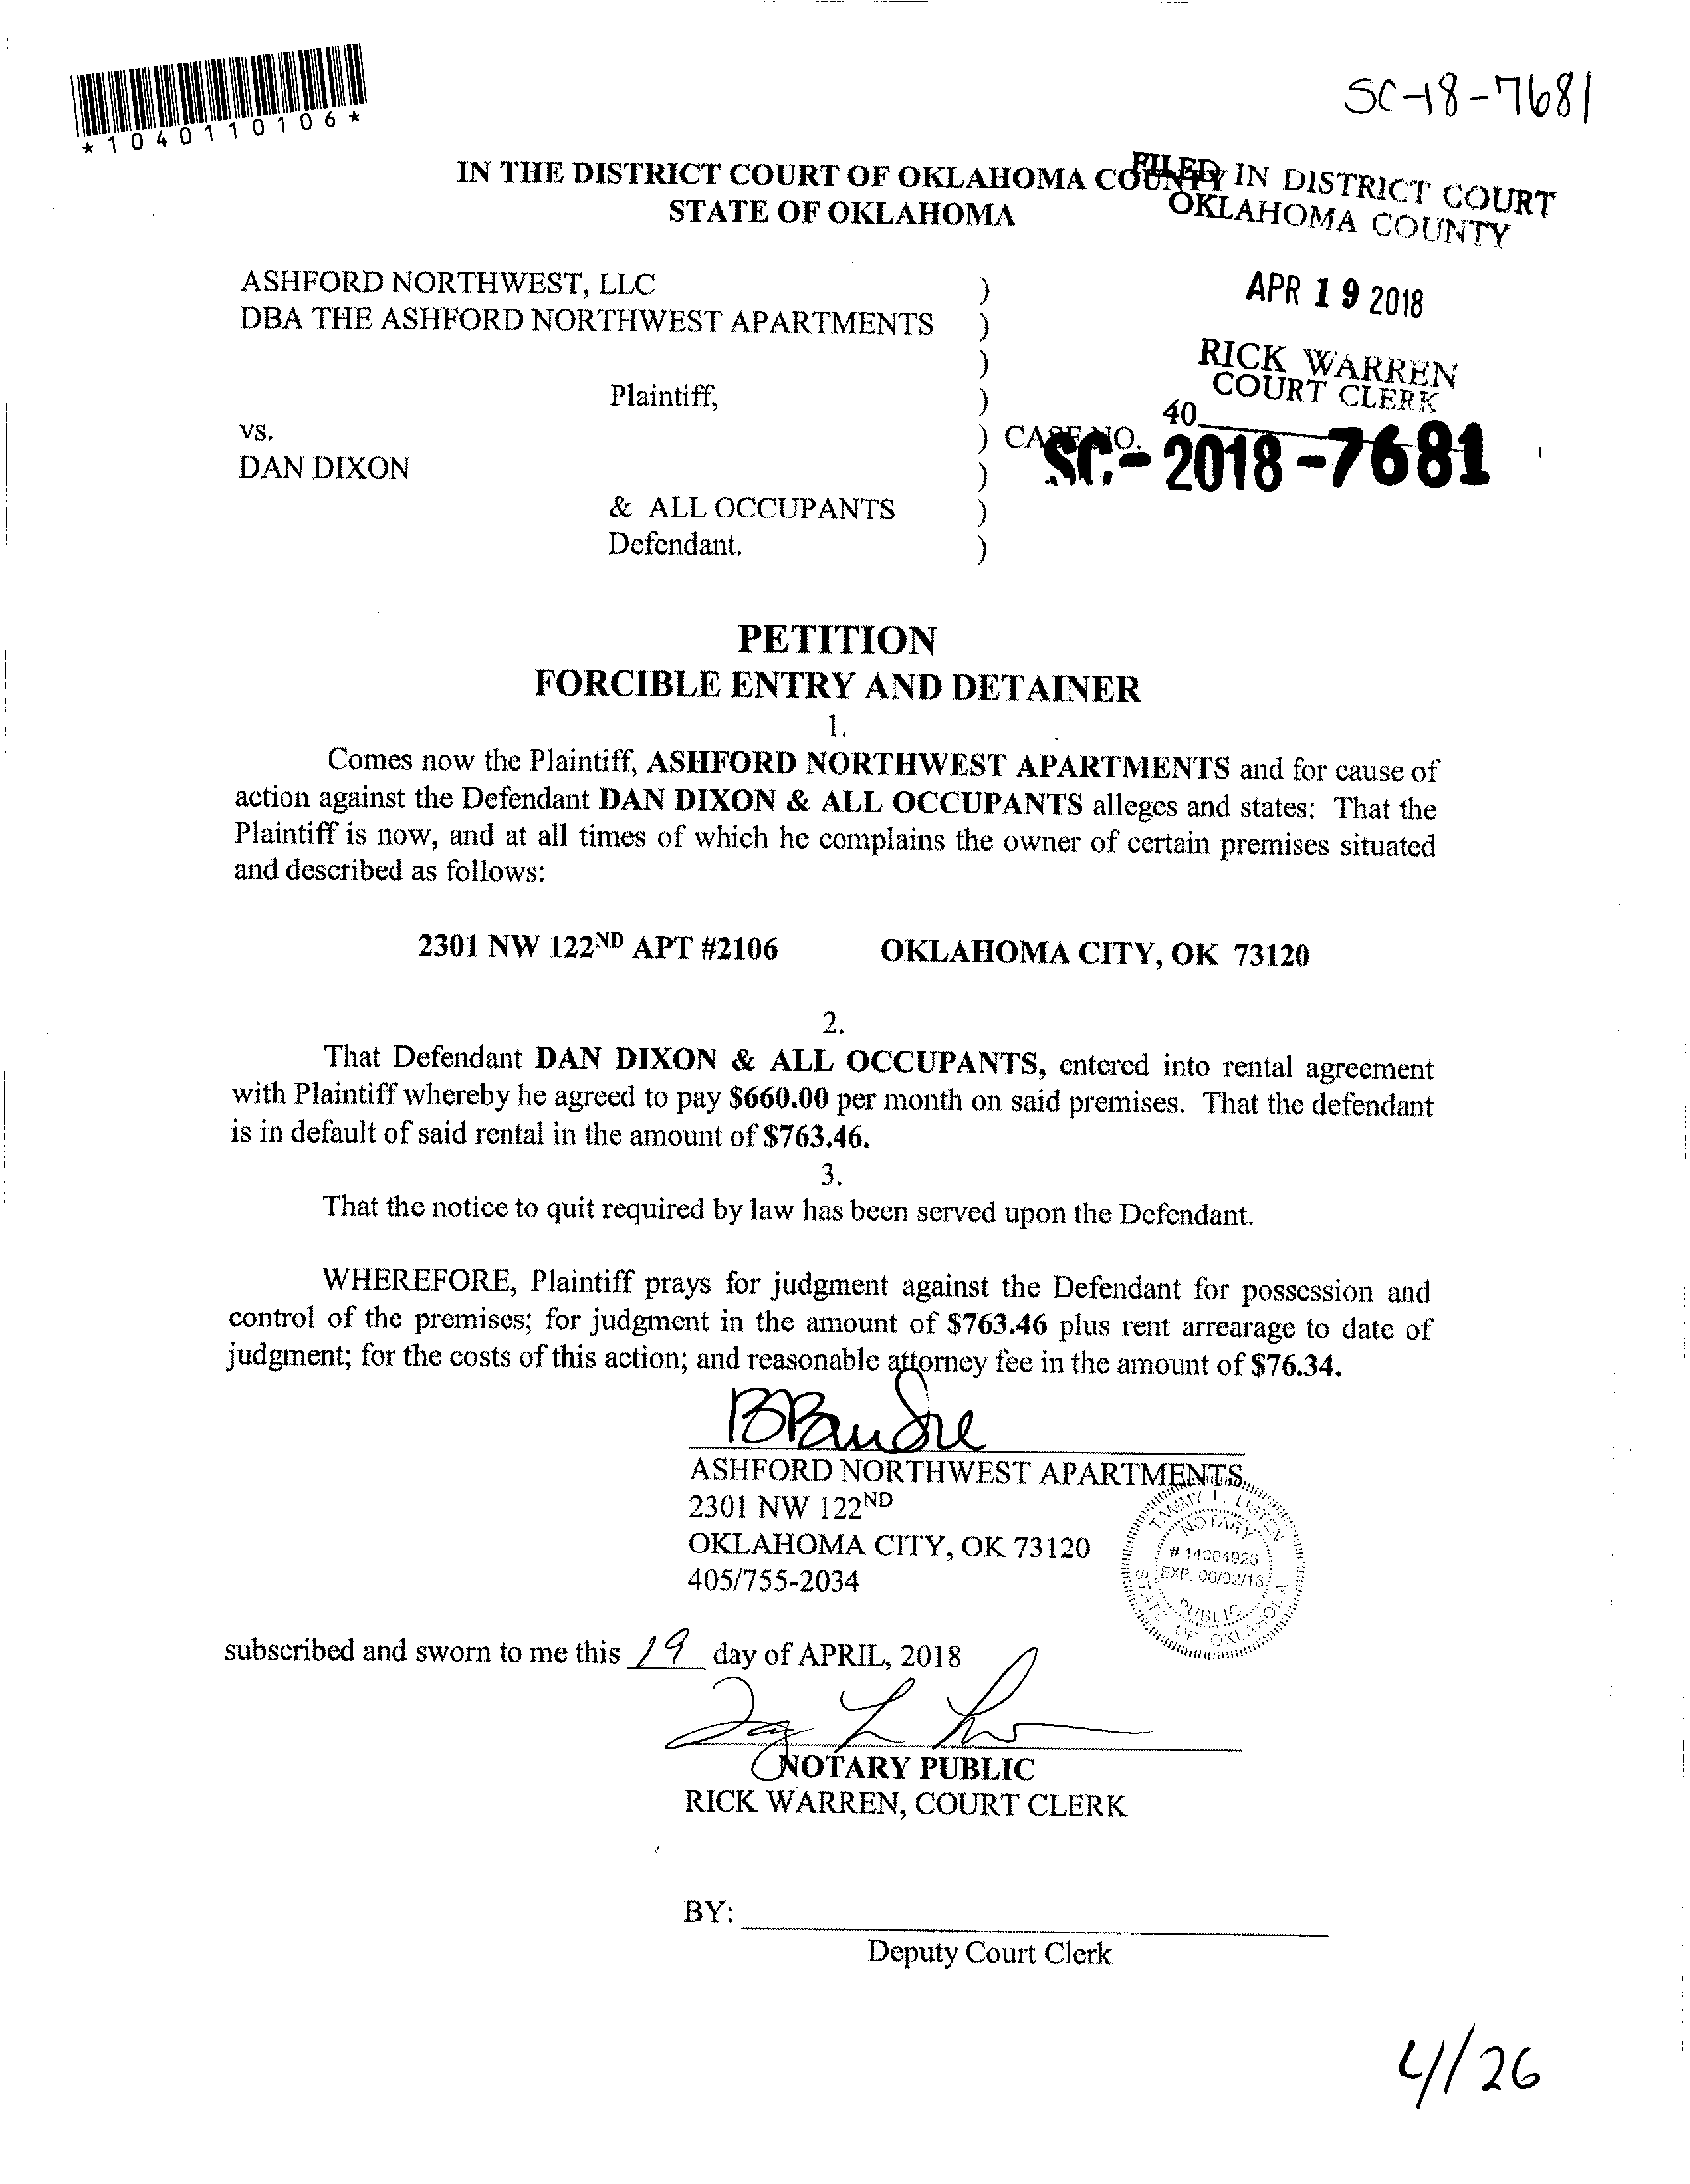 SC-18-7681
*1040110106*
IN THE DISTRICT COURT OF OKLAHOMA COUNTY
STATE OF OKLAHOMA
FILED IN DISTRICT COURT
OKLAHOMA COUNTY
APR 19 2018
RICK WARREN
COURT CLERK
40
ASHFORD NORTHWEST, LLC )
DBA THE ASHFORD NORTHWEST APARTMENTS )
)
Plaintiff, )
vs. ) CASE NO. SC-2018-7681
DAN DIXON )
& ALL OCCUPANTS )
Defendant. )
PETITION
FORCIBLE ENTRY AND DETAINER
1.
Comes now the Plaintiff, ASHFORD NORTHWEST APARTMENTS and for cause of
action against the Defendant DAN DIXON & ALL OCCUPANTS alleges and states: That the
Plaintiff is now, and at all times of which he complains the owner of certain premises situated
and described as follows:
2301 NW 122ND APT #2106 OKLAHOMA CITY, OK 73120
2.
That Defendant DAN DIXON & ALL OCCUPANTS, entered into rental agreement
with Plaintiff whereby he agreed to pay $660.00 per month on said premises. That the defendant
is in default of said rental in the amount of $763.46.
3.
That the notice to quit required by law has been served upon the Defendant.
WHEREFORE, Plaintiff prays for judgment against the Defendant for possession and
control of the premises; for judgment in the amount of $763.46 plus rent arrearage to date of
judgment; for the costs of this action; and reasonable attorney fee in the amount of $76.34.
ASHFORD NORTHWEST APARTMENTS
2301 NW 122ND
OKLAHOMA CITY, OK 73120
405/755-2034
TAMMY L.
NOTARY
PUBLIC
STATE OF OKLAHOMA
subscribed and sworn to me this 19 day of APRIL, 2018
NOTARY PUBLIC
RICK WARREN, COURT CLERK
BY:
Deputy Court Clerk
4/26